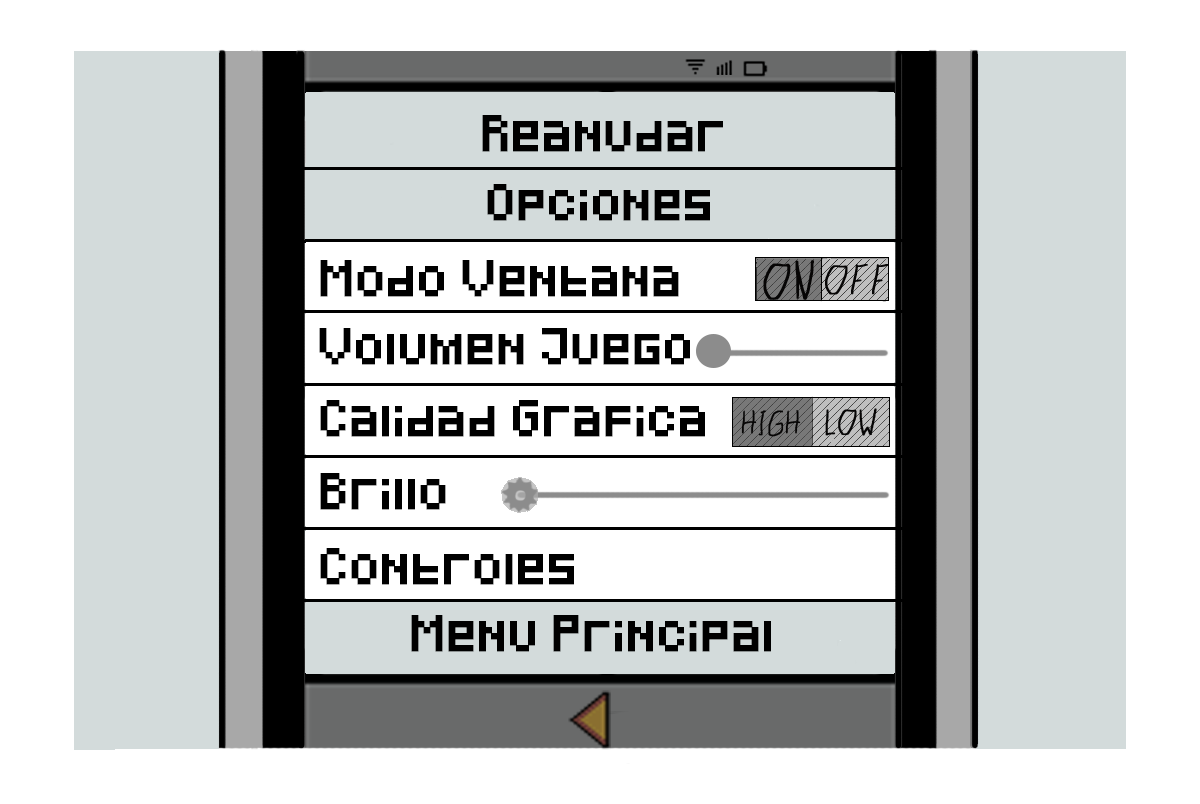 Reanudar
Opciones
Modo Ventana ON OFF
Volumen Juego
Calidad Grafica HIGH LOW
Brillo
Controles
Menu Principal